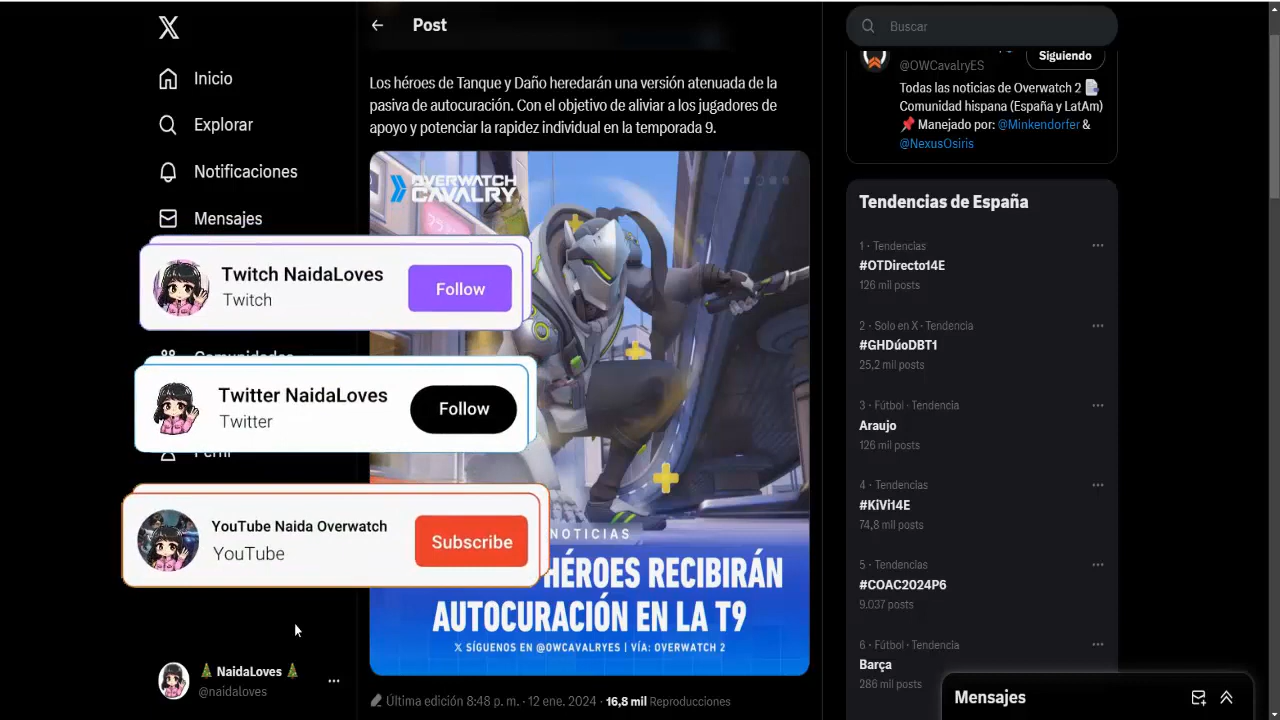 Post
Inicio
Explorar
Notificaciones
Mensajes
Comunidades
Perfil
NaidaLoves
@naidaloves
Twitch NaidaLoves
Twitch
Follow
Twitter NaidaLoves
Twitter
Follow
YouTube Naida Overwatch
YouTube
Subscribe
Los héroes de Tanque y Daño heredarán una versión atenuada de la
pasiva de autocuración. Con el objetivo de aliviar a los jugadores de
apoyo y potenciar la rapidez individual en la temporada 9.
OVERWATCH
CAVALRY
NOTICIAS
HÉROES RECIBIRÁN
AUTOCURACIÓN EN LA T9
X SÍGUENOS EN @OWCAVALRYES | VÍA: OVERWATCH 2
Última edición 8:48 p. m. · 12 ene. 2024 · 16,8 mil Reproducciones
Buscar
@OWCavalryES
Siguiendo
Todas las noticias de Overwatch 2
Comunidad hispana (España y LatAm)
Manejado por: @Minkendorfer &
@NexusOsiris
Tendencias de España
1 · Tendencias
#OTDirecto14E
126 mil posts
2 · Solo en X · Tendencia
#GHDúoDBT1
25,2 mil posts
3 · Fútbol · Tendencia
Araujo
126 mil posts
4 · Tendencias
#KiVi14E
74,8 mil posts
5 · Tendencias
#COAC2024P6
9.037 posts
6 · Fútbol · Tendencia
Barça
286 mil posts
Mensajes